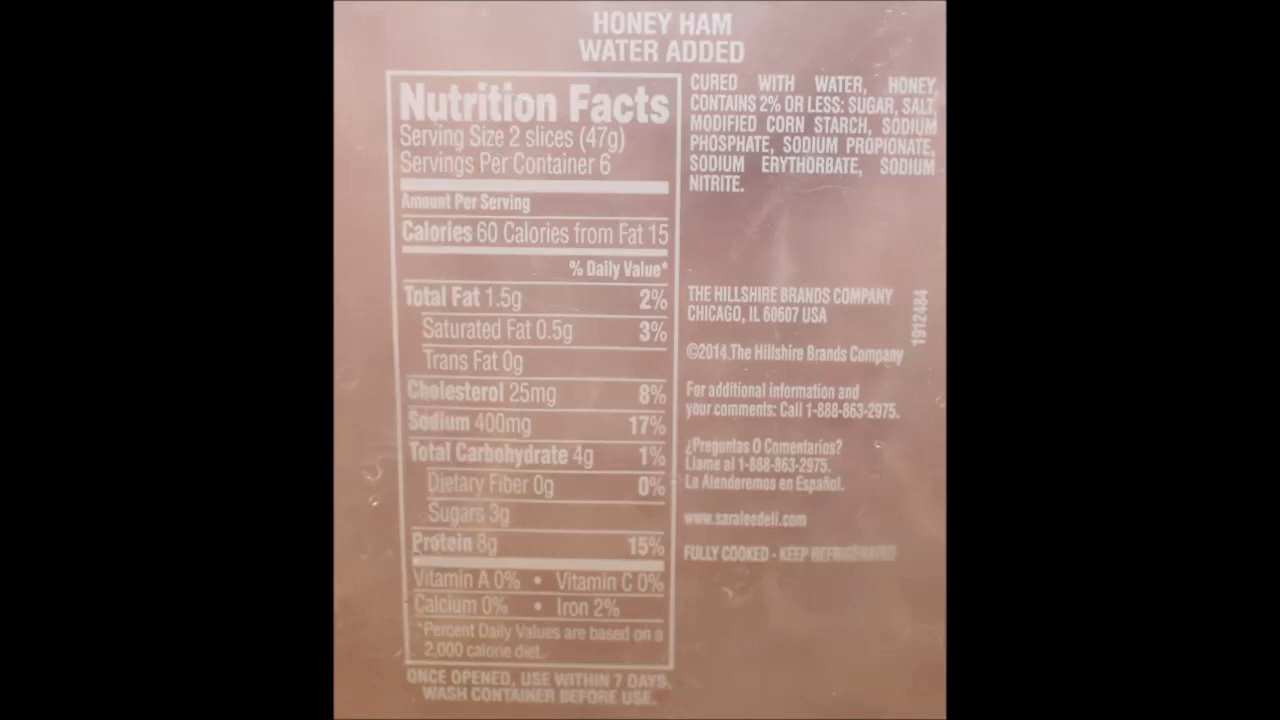 HONEY HAM
WATER ADDED
Nutrition Facts
Serving Size 2 slices (47g)
Servings Per Container 6
Amount Per Serving
Calories 60 Calories from Fat 15
% Daily Value*
Total Fat 1.5g 2%
Saturated Fat 0.5g 3%
Trans Fat 0g
Cholesterol 25mg 8%
Sodium 400mg 17%
Total Carbohydrate 4g 1%
Dietary Fiber 0g 0%
Sugars 3g
Protein 8g 15%
Vitamin A 0% • Vitamin C 0%
Calcium 0% • Iron 2%
*Percent Daily Values are based on a
2,000 calorie diet.
ONCE OPENED, USE WITHIN 7 DAYS.
WASH CONTAINER BEFORE USE.
CURED WITH WATER, HONEY,
CONTAINS 2% OR LESS: SUGAR, SALT,
MODIFIED CORN STARCH, SODIUM
PHOSPHATE, SODIUM PROPIONATE,
SODIUM ERYTHORBATE, SODIUM
NITRITE.
THE HILLSHIRE BRANDS COMPANY
CHICAGO, IL 60607 USA
1912484
©2014 The Hillshire Brands Company
For additional information and
your comments: Call 1-888-863-2975.
¿Preguntas O Comentarios?
Llame al 1-888-863-2975.
Le Atenderemos en Español.
www.saraleedeli.com
FULLY COOKED - KEEP REFRIGERATED